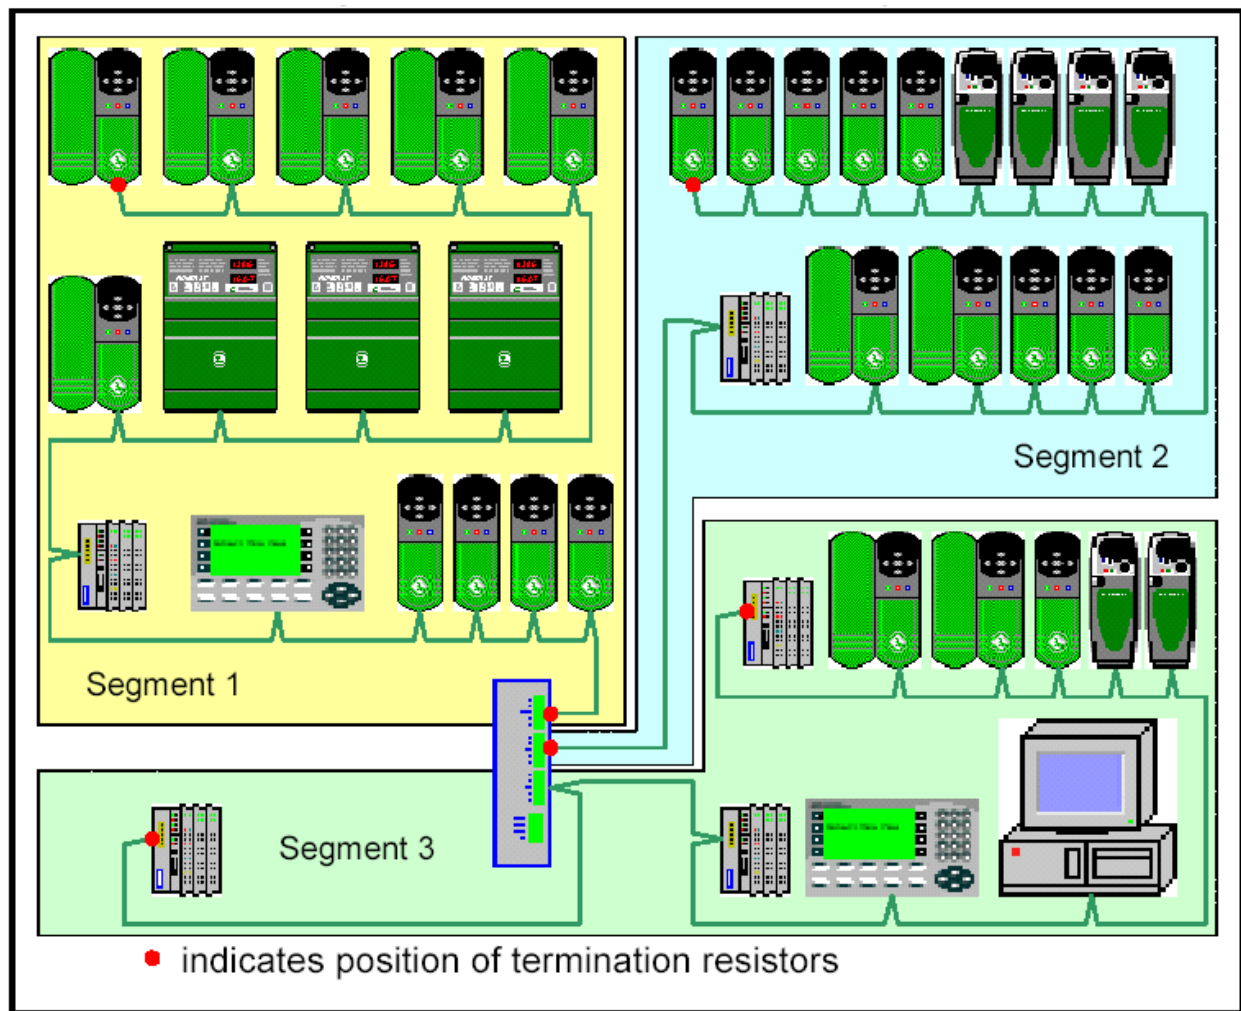 Segment 2
Segment 1
Segment 3
indicates position of termination resistors